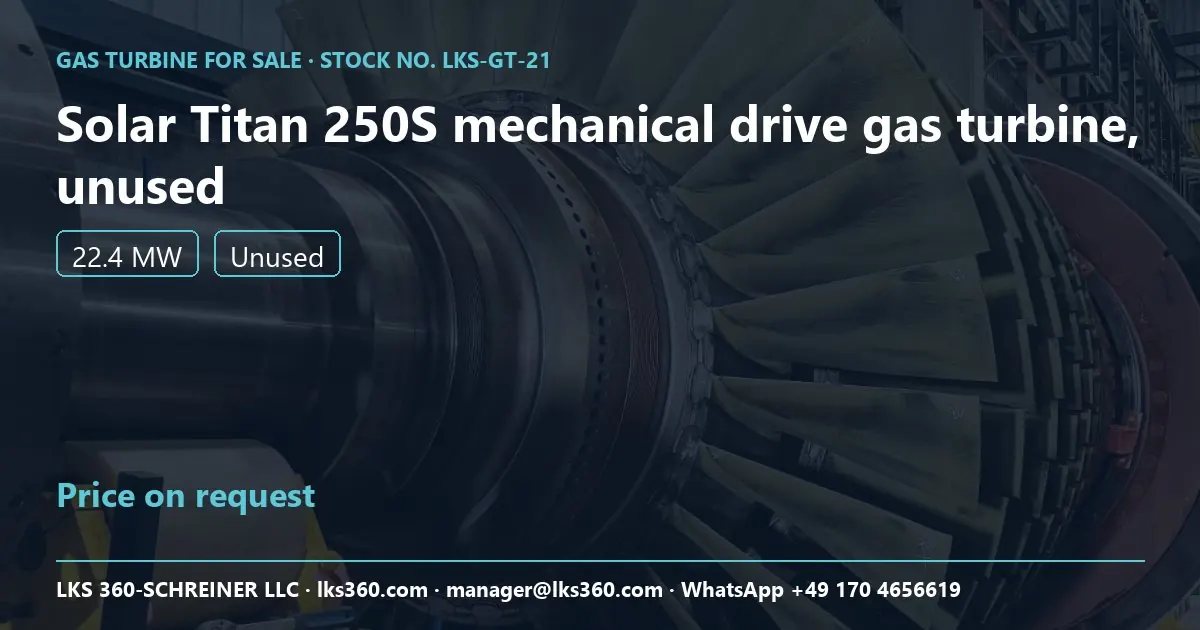 GAS TURBINE FOR SALE · STOCK NO. LKS-GT-21
Solar Titan 250S mechanical drive gas turbine,
unused
22.4 MW
Unused
Price on request
LKS 360-SCHREINER LLC · lks360.com · manager@lks360.com · WhatsApp +49 170 4656619